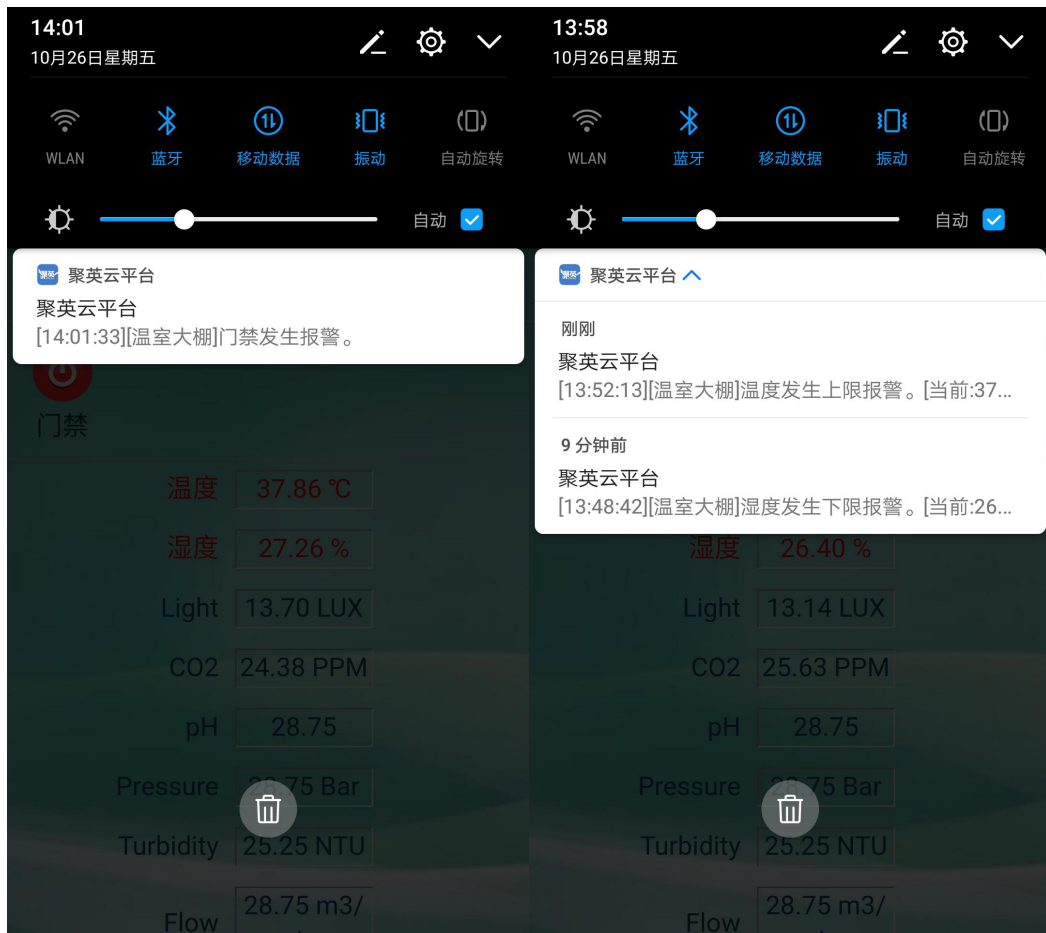 14:01
10月26日星期五
WLAN
蓝牙
移动数据
振动
自动旋转
自动
聚英云平台
聚英云平台
[14:01:33][温室大棚]门禁发生报警。
门禁
温度 37.86 ℃
湿度 27.26 %
Light 13.70 LUX
CO2 24.38 PPM
pH 28.75
Pressure 28.75 Bar
Turbidity 25.25 NTU
Flow 28.75 m3/
13:58
10月26日星期五
WLAN
蓝牙
移动数据
振动
自动旋转
自动
聚英云平台
刚刚
聚英云平台
[13:52:13][温室大棚]温度发生上限报警。[当前:37...
9 分钟前
聚英云平台
[13:48:42][温室大棚]湿度发生下限报警。[当前:26...
湿度 26.40 %
Light 13.14 LUX
CO2 25.63 PPM
pH 28.75
Pressure 28.75 Bar
Turbidity 25.25 NTU
Flow 28.75 m3/